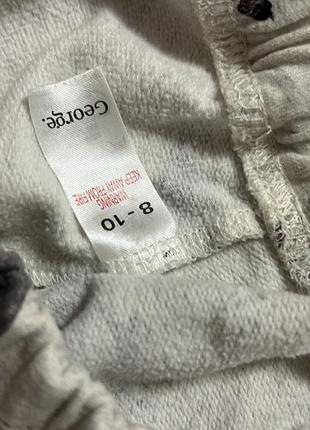 George.
WARNING
KEEP AWAY FROM FIRE
8 - 10